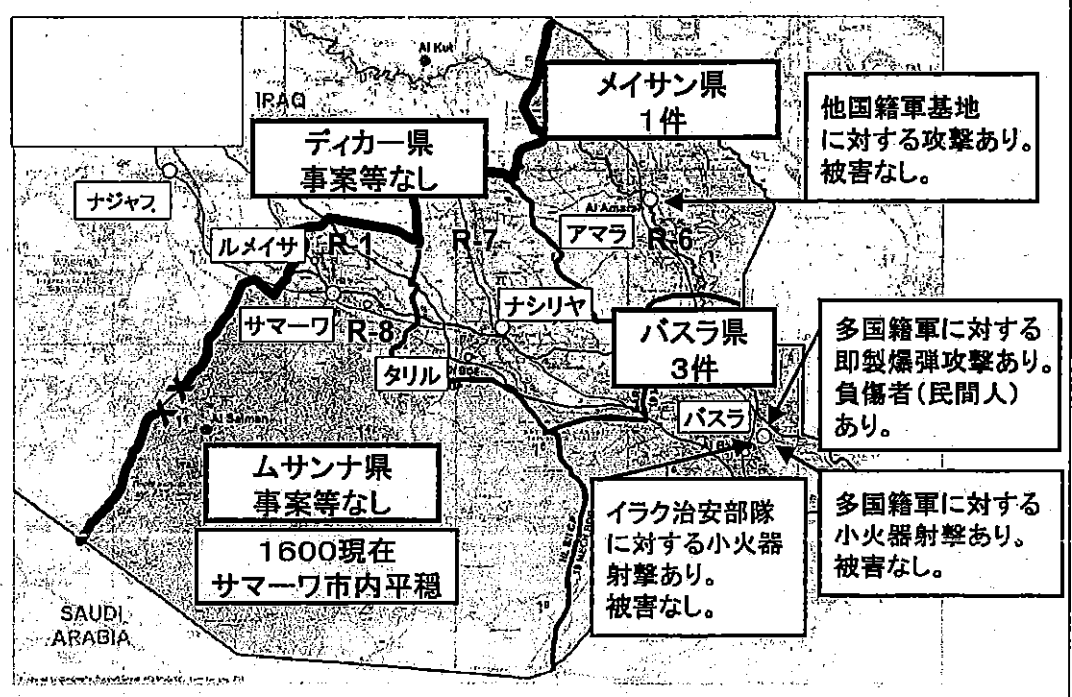 Al Kut
IRAQ
メイサン県
1件
ディカー県
事案等なし
他国籍軍基地
に対する攻撃あり。
被害なし。
ナジャフ
Al Amara
アマラ
ルメイサ
R-1
R-7
R-6
サマーワ
R-8
ナシリヤ
タリル
バスラ県
3件
多国籍軍に対する
即製爆弾攻撃あり。
負傷者(民間人)
あり。
バスラ
Al Salman
ムサンナ県
事案等なし
1600現在
サマーワ市内平穏
イラク治安部隊
に対する小火器
射撃あり。
被害なし。
多国籍軍に対する
小火器射撃あり。
被害なし。
SAUDI
ARABIA